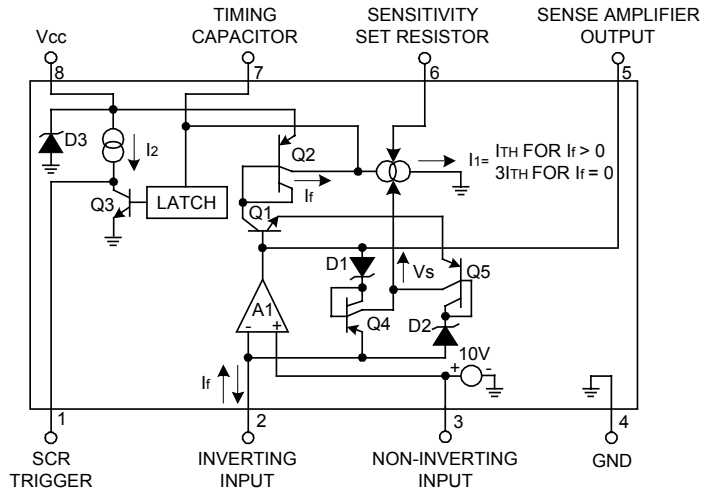 TIMING
CAPACITOR
SENSITIVITY
SET RESISTOR
SENSE AMPLIFIER
OUTPUT
Vcc
8
7
6
5
D3
I2
Q2
I1=
ITH FOR If > 0
3ITH FOR If = 0
If
Q3
LATCH
Q1
D1
Vs
Q5
A1
- +
Q4
D2
10V
+ -
If
1
2
3
4
SCR
TRIGGER
INVERTING
INPUT
NON-INVERTING
INPUT
GND